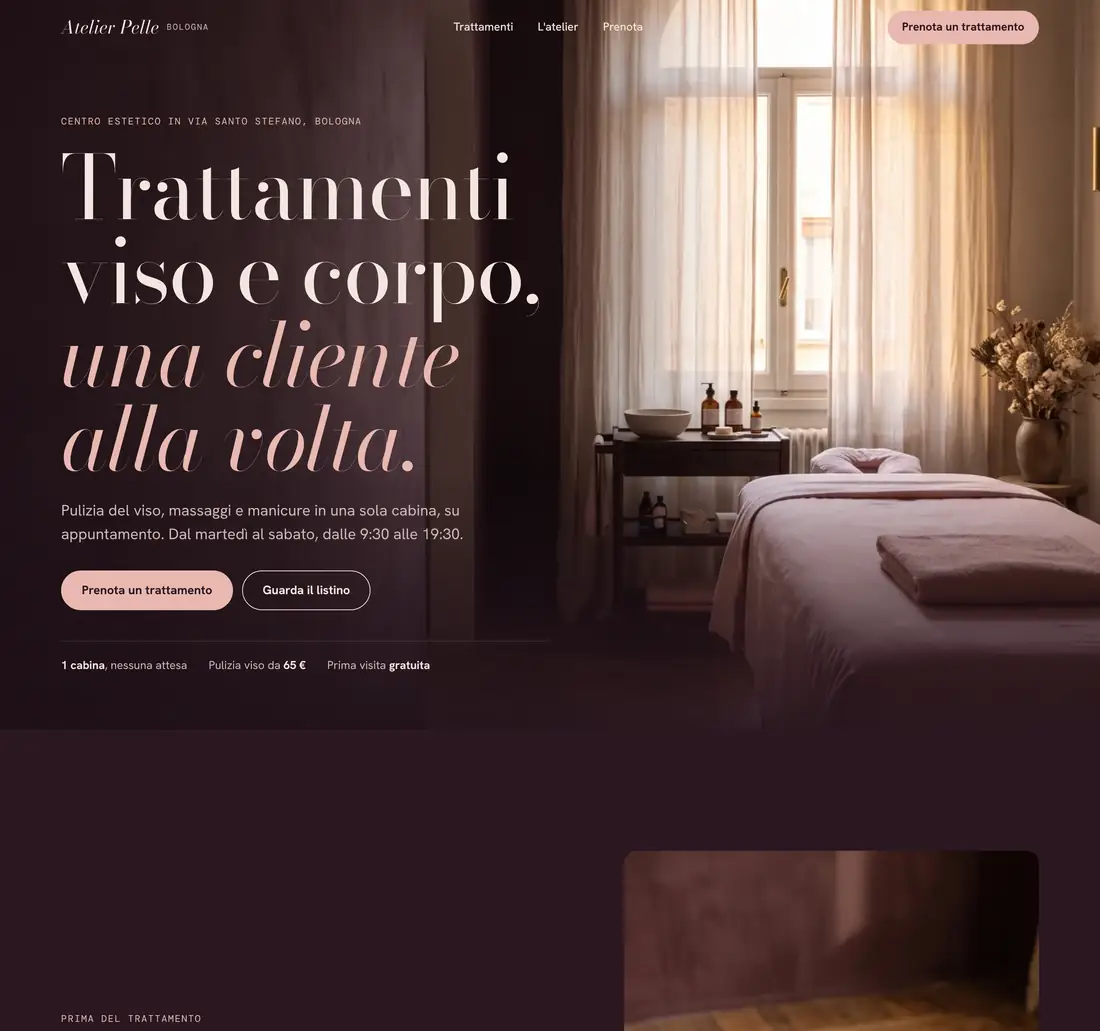 Atelier Pelle BOLOGNA
Trattamenti
L'atelier
Prenota
Prenota un trattamento
CENTRO ESTETICO IN VIA SANTO STEFANO, BOLOGNA
Trattamenti
viso e corpo,
una cliente
alla volta.
Pulizia del viso, massaggi e manicure in una sola cabina, su
appuntamento. Dal martedì al sabato, dalle 9:30 alle 19:30.
Prenota un trattamento
Guarda il listino
1 cabina, nessuna attesa
Pulizia viso da 65 €
Prima visita gratuita
PRIMA DEL TRATTAMENTO